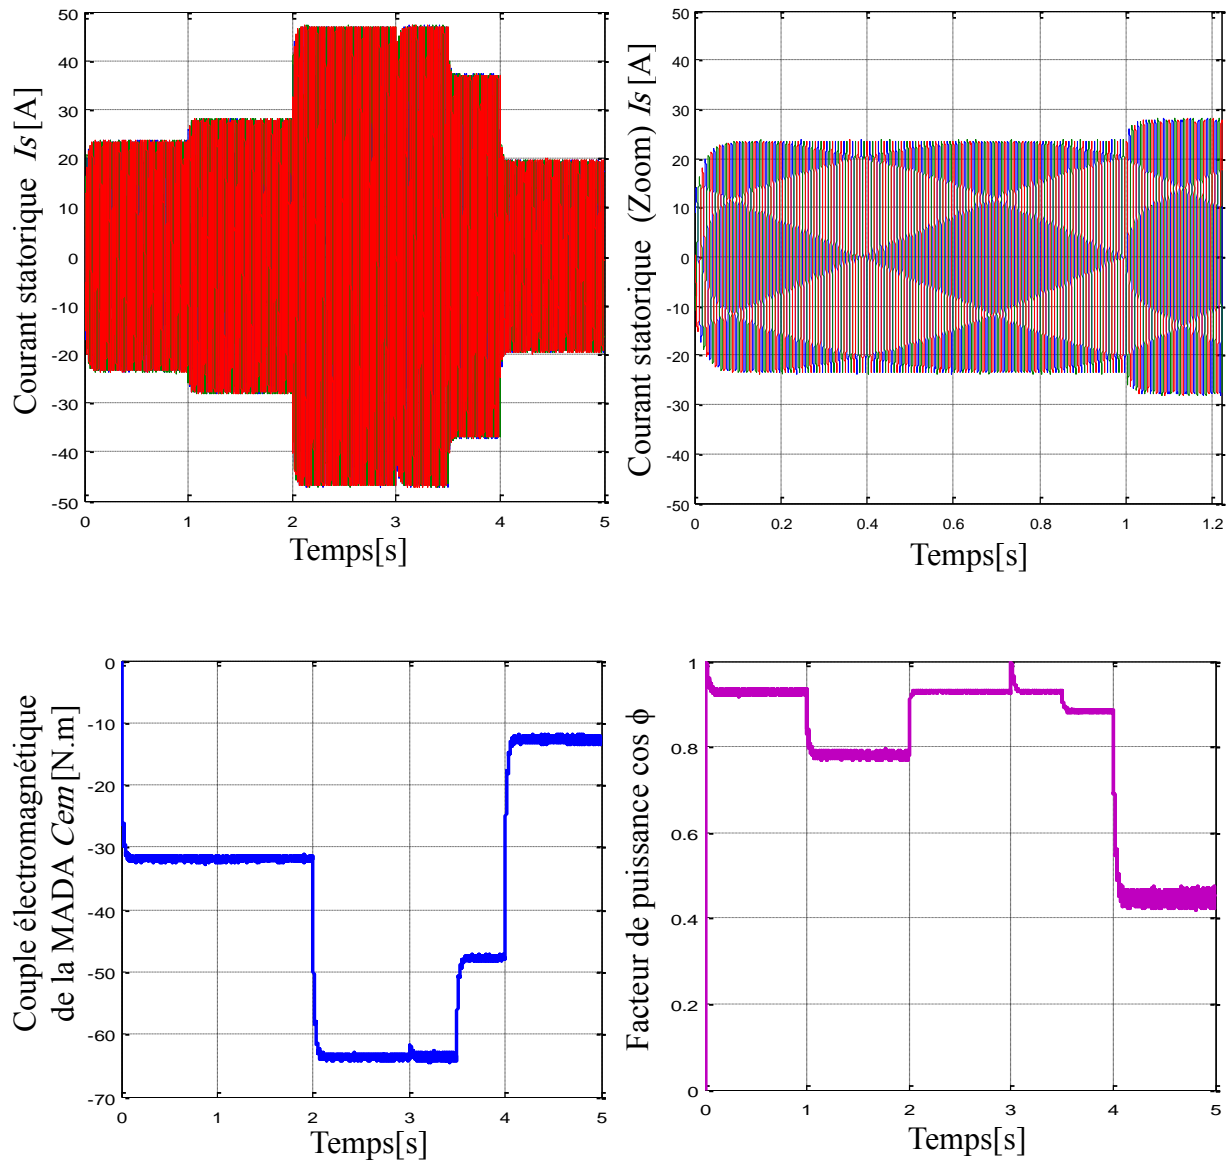 Courant statorique Is [A]
50
40
30
20
10
0
-10
-20
-30
-40
-50
0 1 2 3 4 5
Temps[s]
Courant statorique (Zoom) Is [A]
50
40
30
20
10
0
-10
-20
-30
-40
-50
0 0.2 0.4 0.6 0.8 1 1.2
Temps[s]
Couple électromagnétique
de la MADA Cem[N.m]
0
-10
-20
-30
-40
-50
-60
-70
0 1 2 3 4 5
Temps[s]
Facteur de puissance cos ϕ
1
0.8
0.6
0.4
0.2
0
0 1 2 3 4 5
Temps[s]